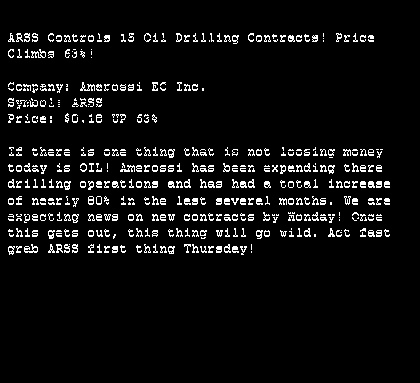 ARSS Controls 15 Oil Drilling Contracts! Price
Climbs 63%!
Company: Amerossi EC Inc.
Symbol: ARSS
Price: $0.18 UP 63%
If there is one thing that is not loosing money
today is OIL! Amerossi has been expending there
drilling operations and has had a total increase
of nearly 80% in the last several months. We are
expecting news on new contracts by Monday! Once
this gets out, this thing will go wild. Act fast
grab ARSS first thing Thursday!